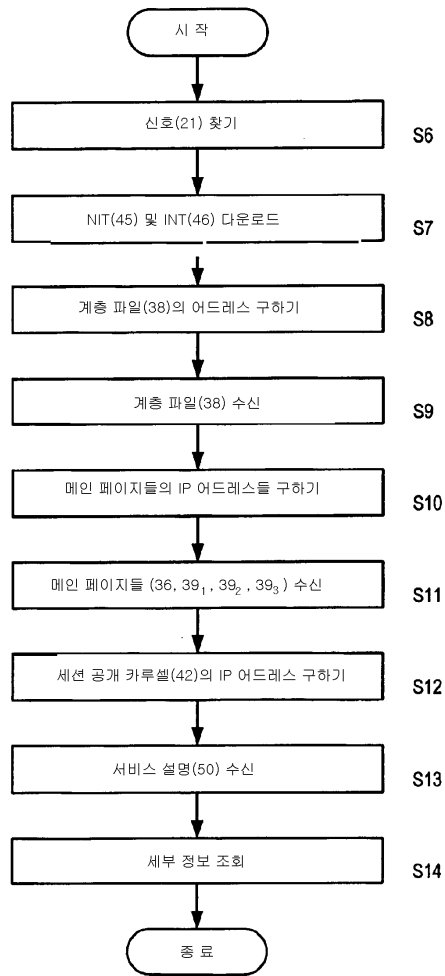 시 작
신호(21) 찾기
S6
NIT(45) 및 INT(46) 다운로드
S7
계층 파일(38)의 어드레스 구하기
S8
계층 파일(38) 수신
S9
메인 페이지들의 IP 어드레스들 구하기
S10
메인 페이지들 (36, 39₁, 39₂, 39₃) 수신
S11
세션 공개 카루셀(42)의 IP 어드레스 구하기
S12
서비스 설명(50) 수신
S13
세부 정보 조회
S14
종 료